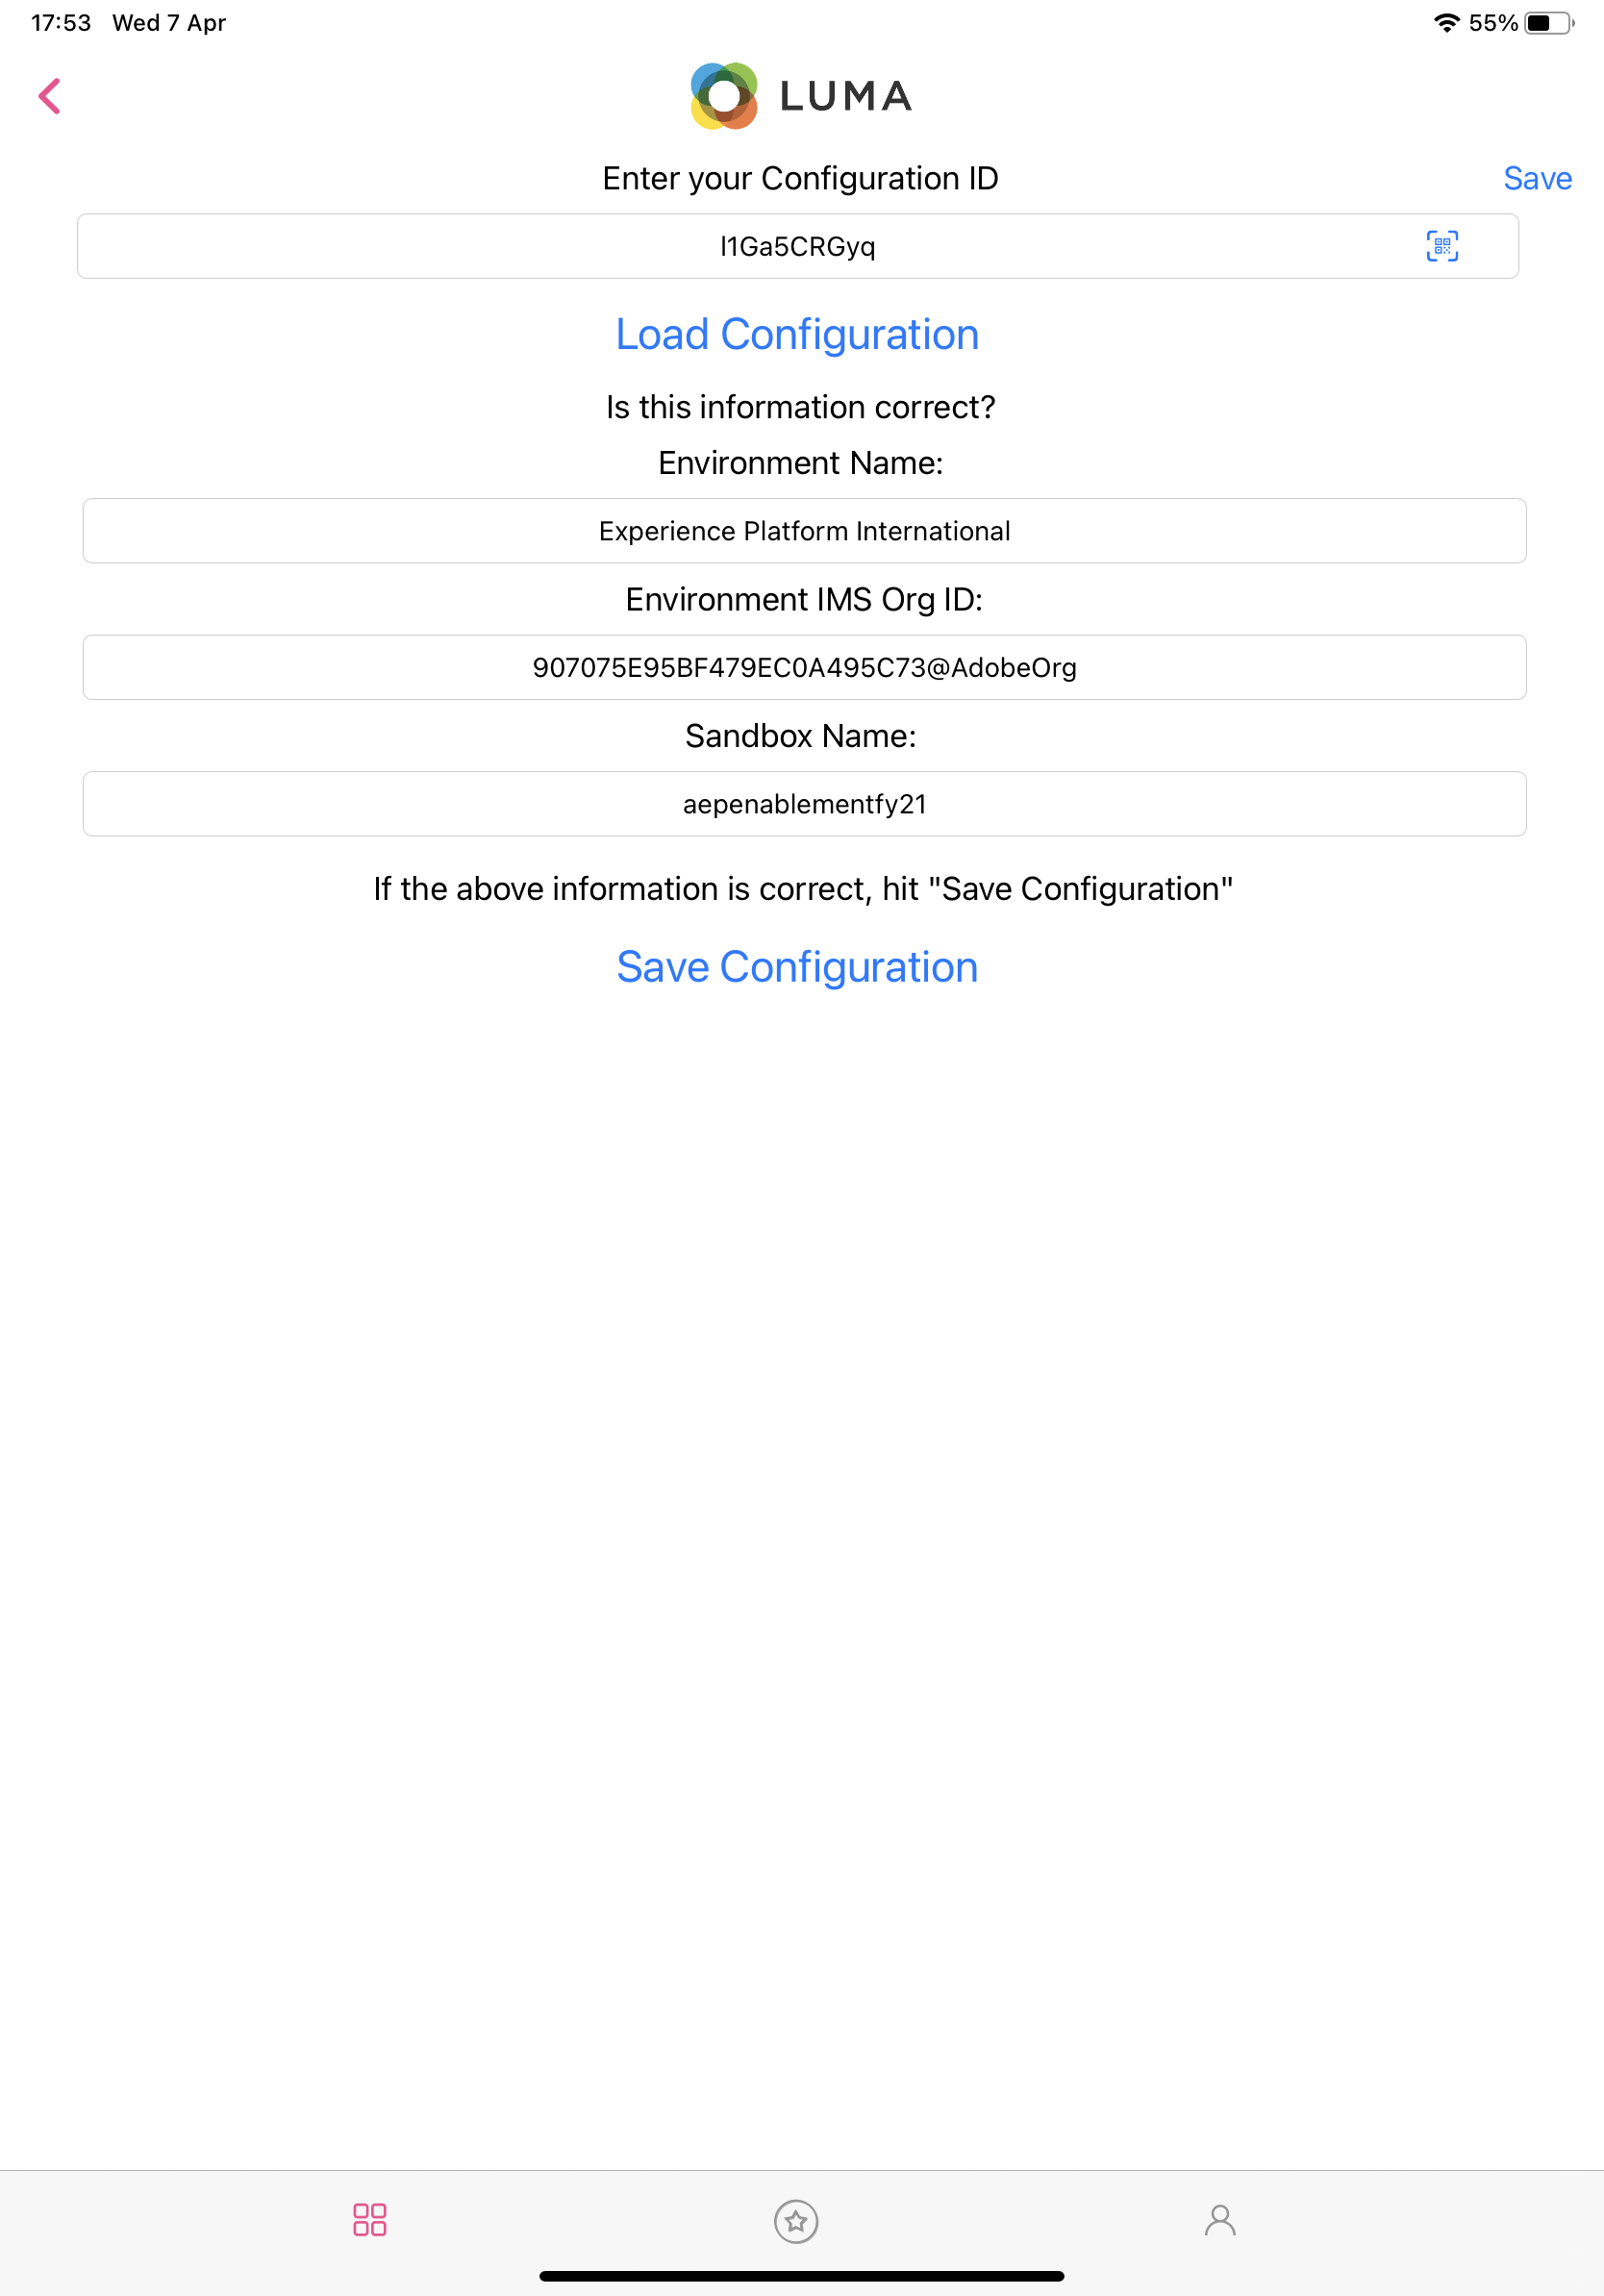 17:53 Wed 7 Apr 55%
LUMA
Enter your Configuration ID Save
l1Ga5CRGyq
Load Configuration
Is this information correct?
Environment Name:
Experience Platform International
Environment IMS Org ID:
907075E95BF479EC0A495C73@AdobeOrg
Sandbox Name:
aepenablementfy21
If the above information is correct, hit "Save Configuration"
Save Configuration